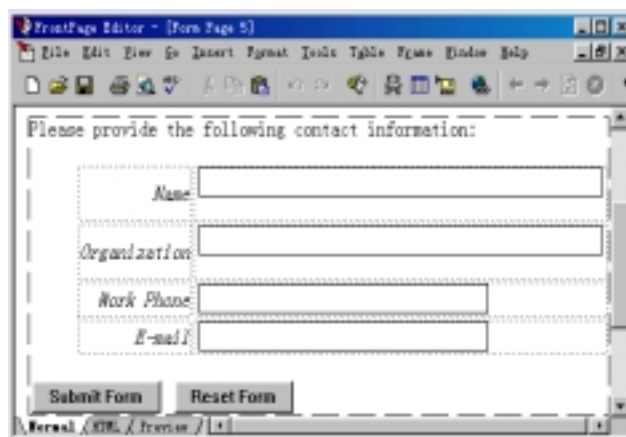 FrontPage Editor - [Form Page 5]
File Edit View Go Insert Format Tools Table Frame Window Help
Please provide the following contact information:
Name
Organization
Work Phone
E-mail
Submit Form Reset Form
Normal / HTML / Preview /